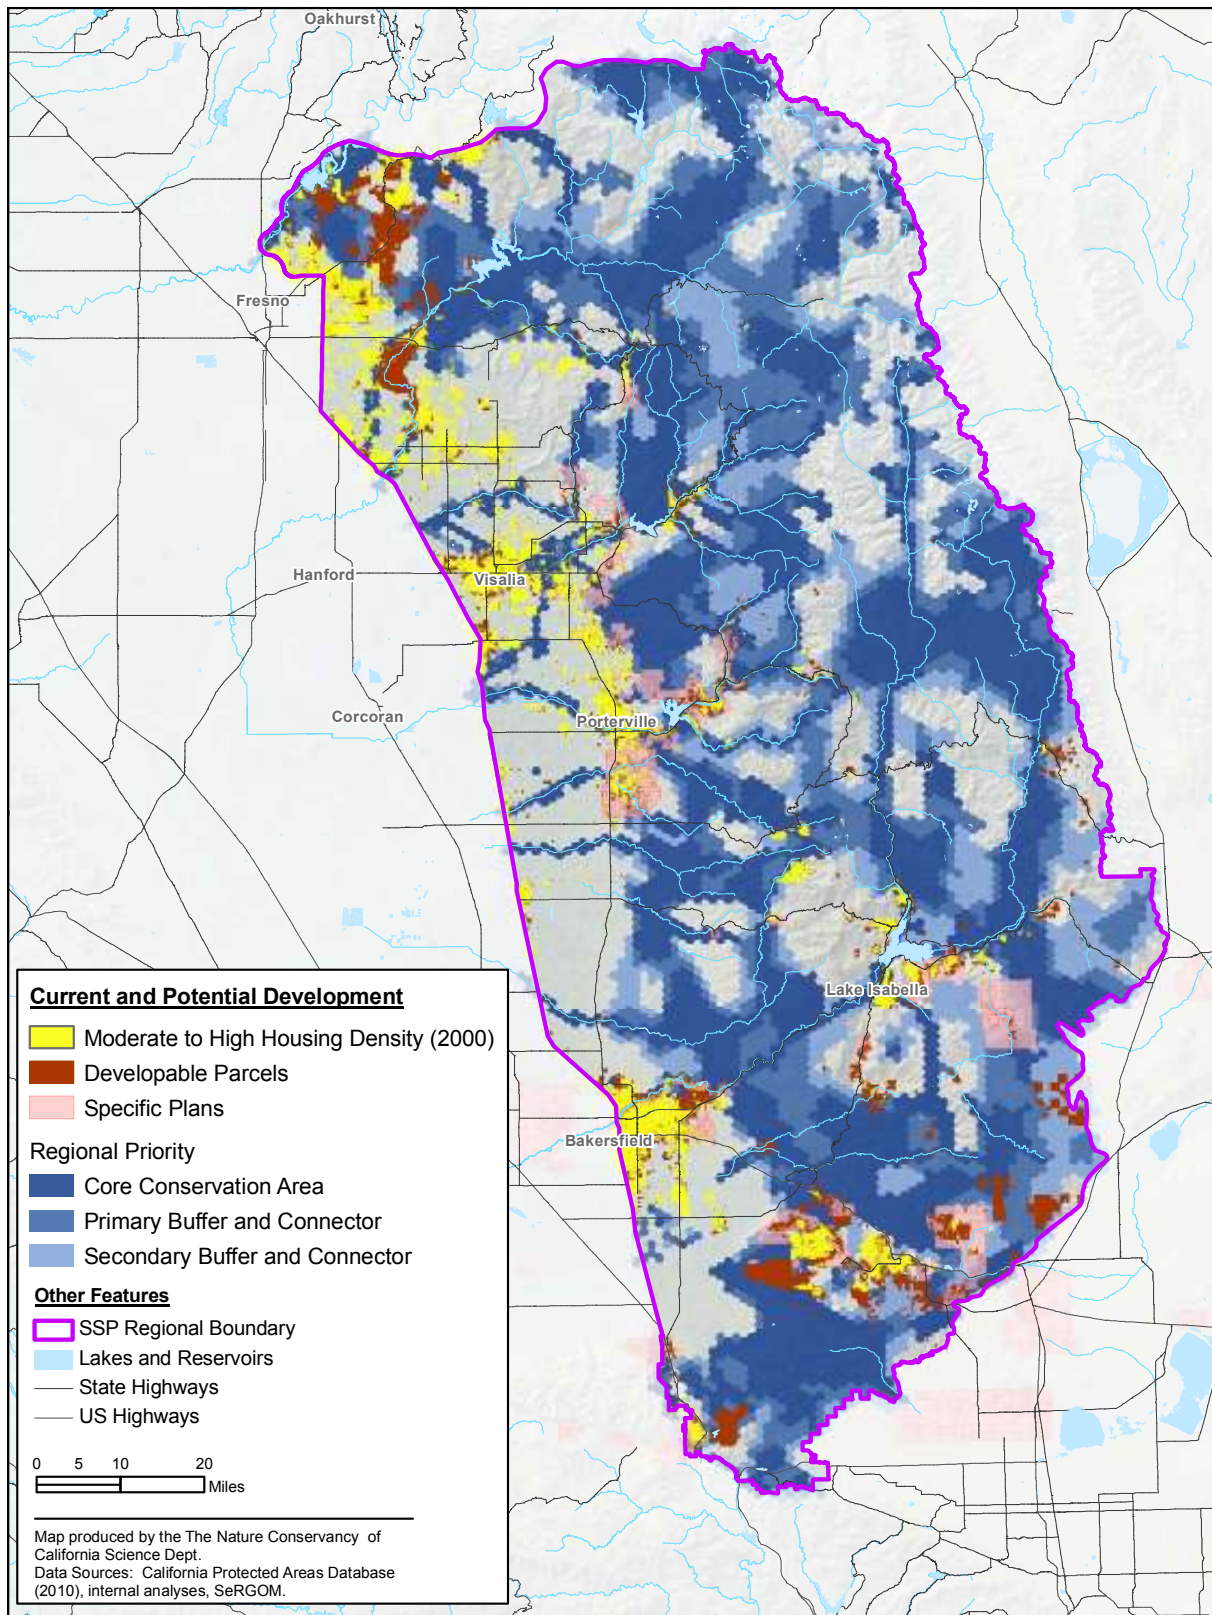 Oakhurst
Fresno
Hanford
Visalia
Corcoran
Porterville
Lake Isabella
Bakersfield
Current and Potential Development
Moderate to High Housing Density (2000)
Developable Parcels
Specific Plans
Regional Priority
Core Conservation Area
Primary Buffer and Connector
Secondary Buffer and Connector
Other Features
SSP Regional Boundary
Lakes and Reservoirs
State Highways
US Highways
0 5 10 20
Miles
Map produced by the The Nature Conservancy of
California Science Dept.
Data Sources: California Protected Areas Database
(2010), internal analyses, SeRGOM.